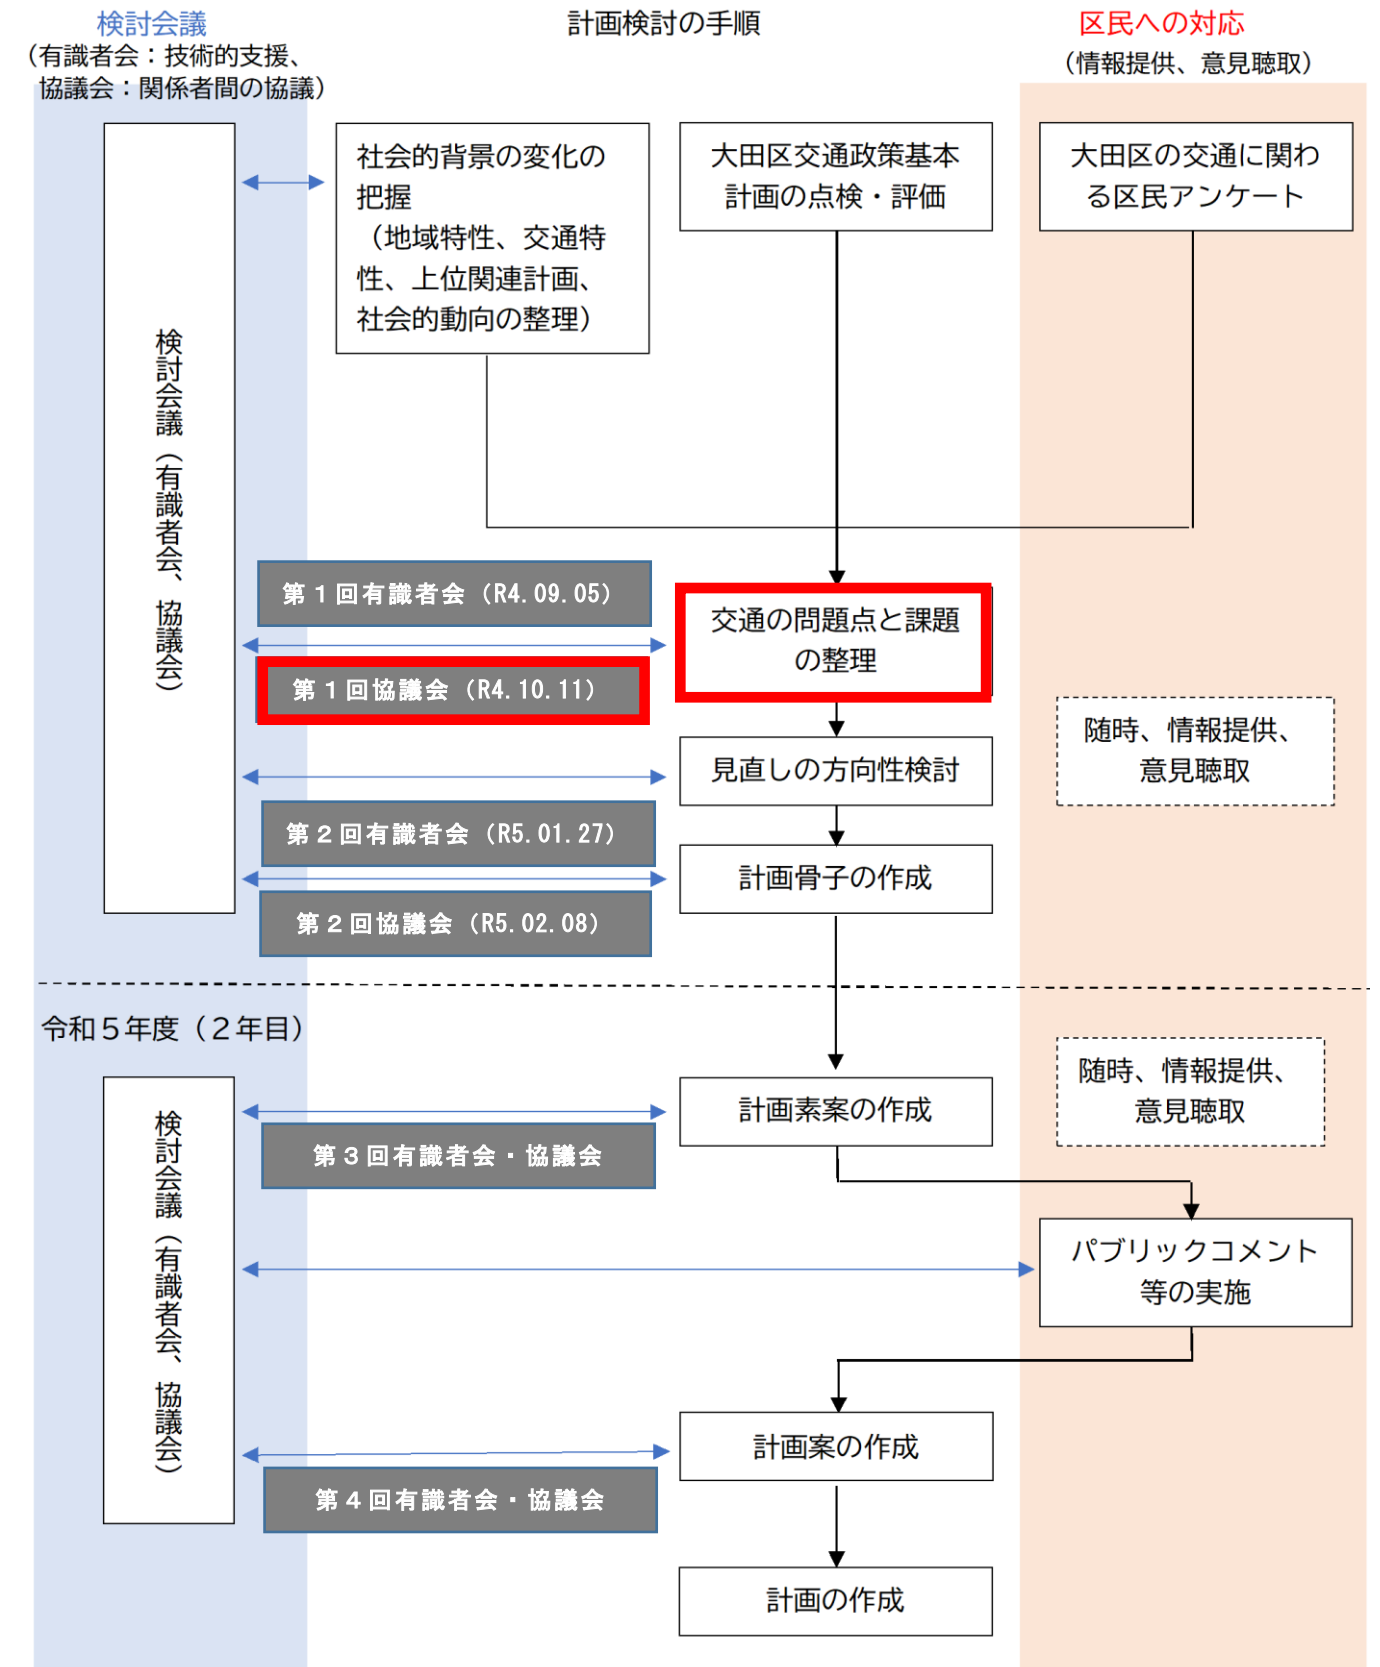 検討会議
(有識者会:技術的支援、
協議会:関係者間の協議)
計画検討の手順
区民への対応
(情報提供、意見聴取)
検討会議(有識者会、協議会)
社会的背景の変化の
把握
(地域特性、交通特
性、上位関連計画、
社会的動向の整理)
大田区交通政策基本
計画の点検・評価
大田区の交通に関わ
る区民アンケート
第1回有識者会(R4.09.05)
交通の問題点と課題
の整理
第1回協議会(R4.10.11)
随時、情報提供、
意見聴取
見直しの方向性検討
第2回有識者会(R5.01.27)
計画骨子の作成
第2回協議会(R5.02.08)
令和5年度(2年目)
検討会議(有識者会、協議会)
随時、情報提供、
意見聴取
計画素案の作成
第3回有識者会・協議会
パブリックコメント
等の実施
計画案の作成
第4回有識者会・協議会
計画の作成